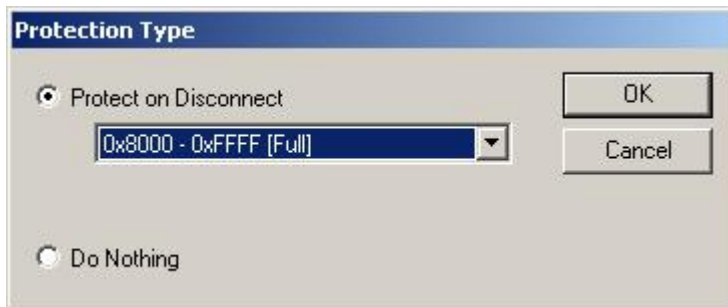 Protection Type
Protect on Disconnect
OK
0x8000 - 0xFFFF [Full]
Cancel
Do Nothing